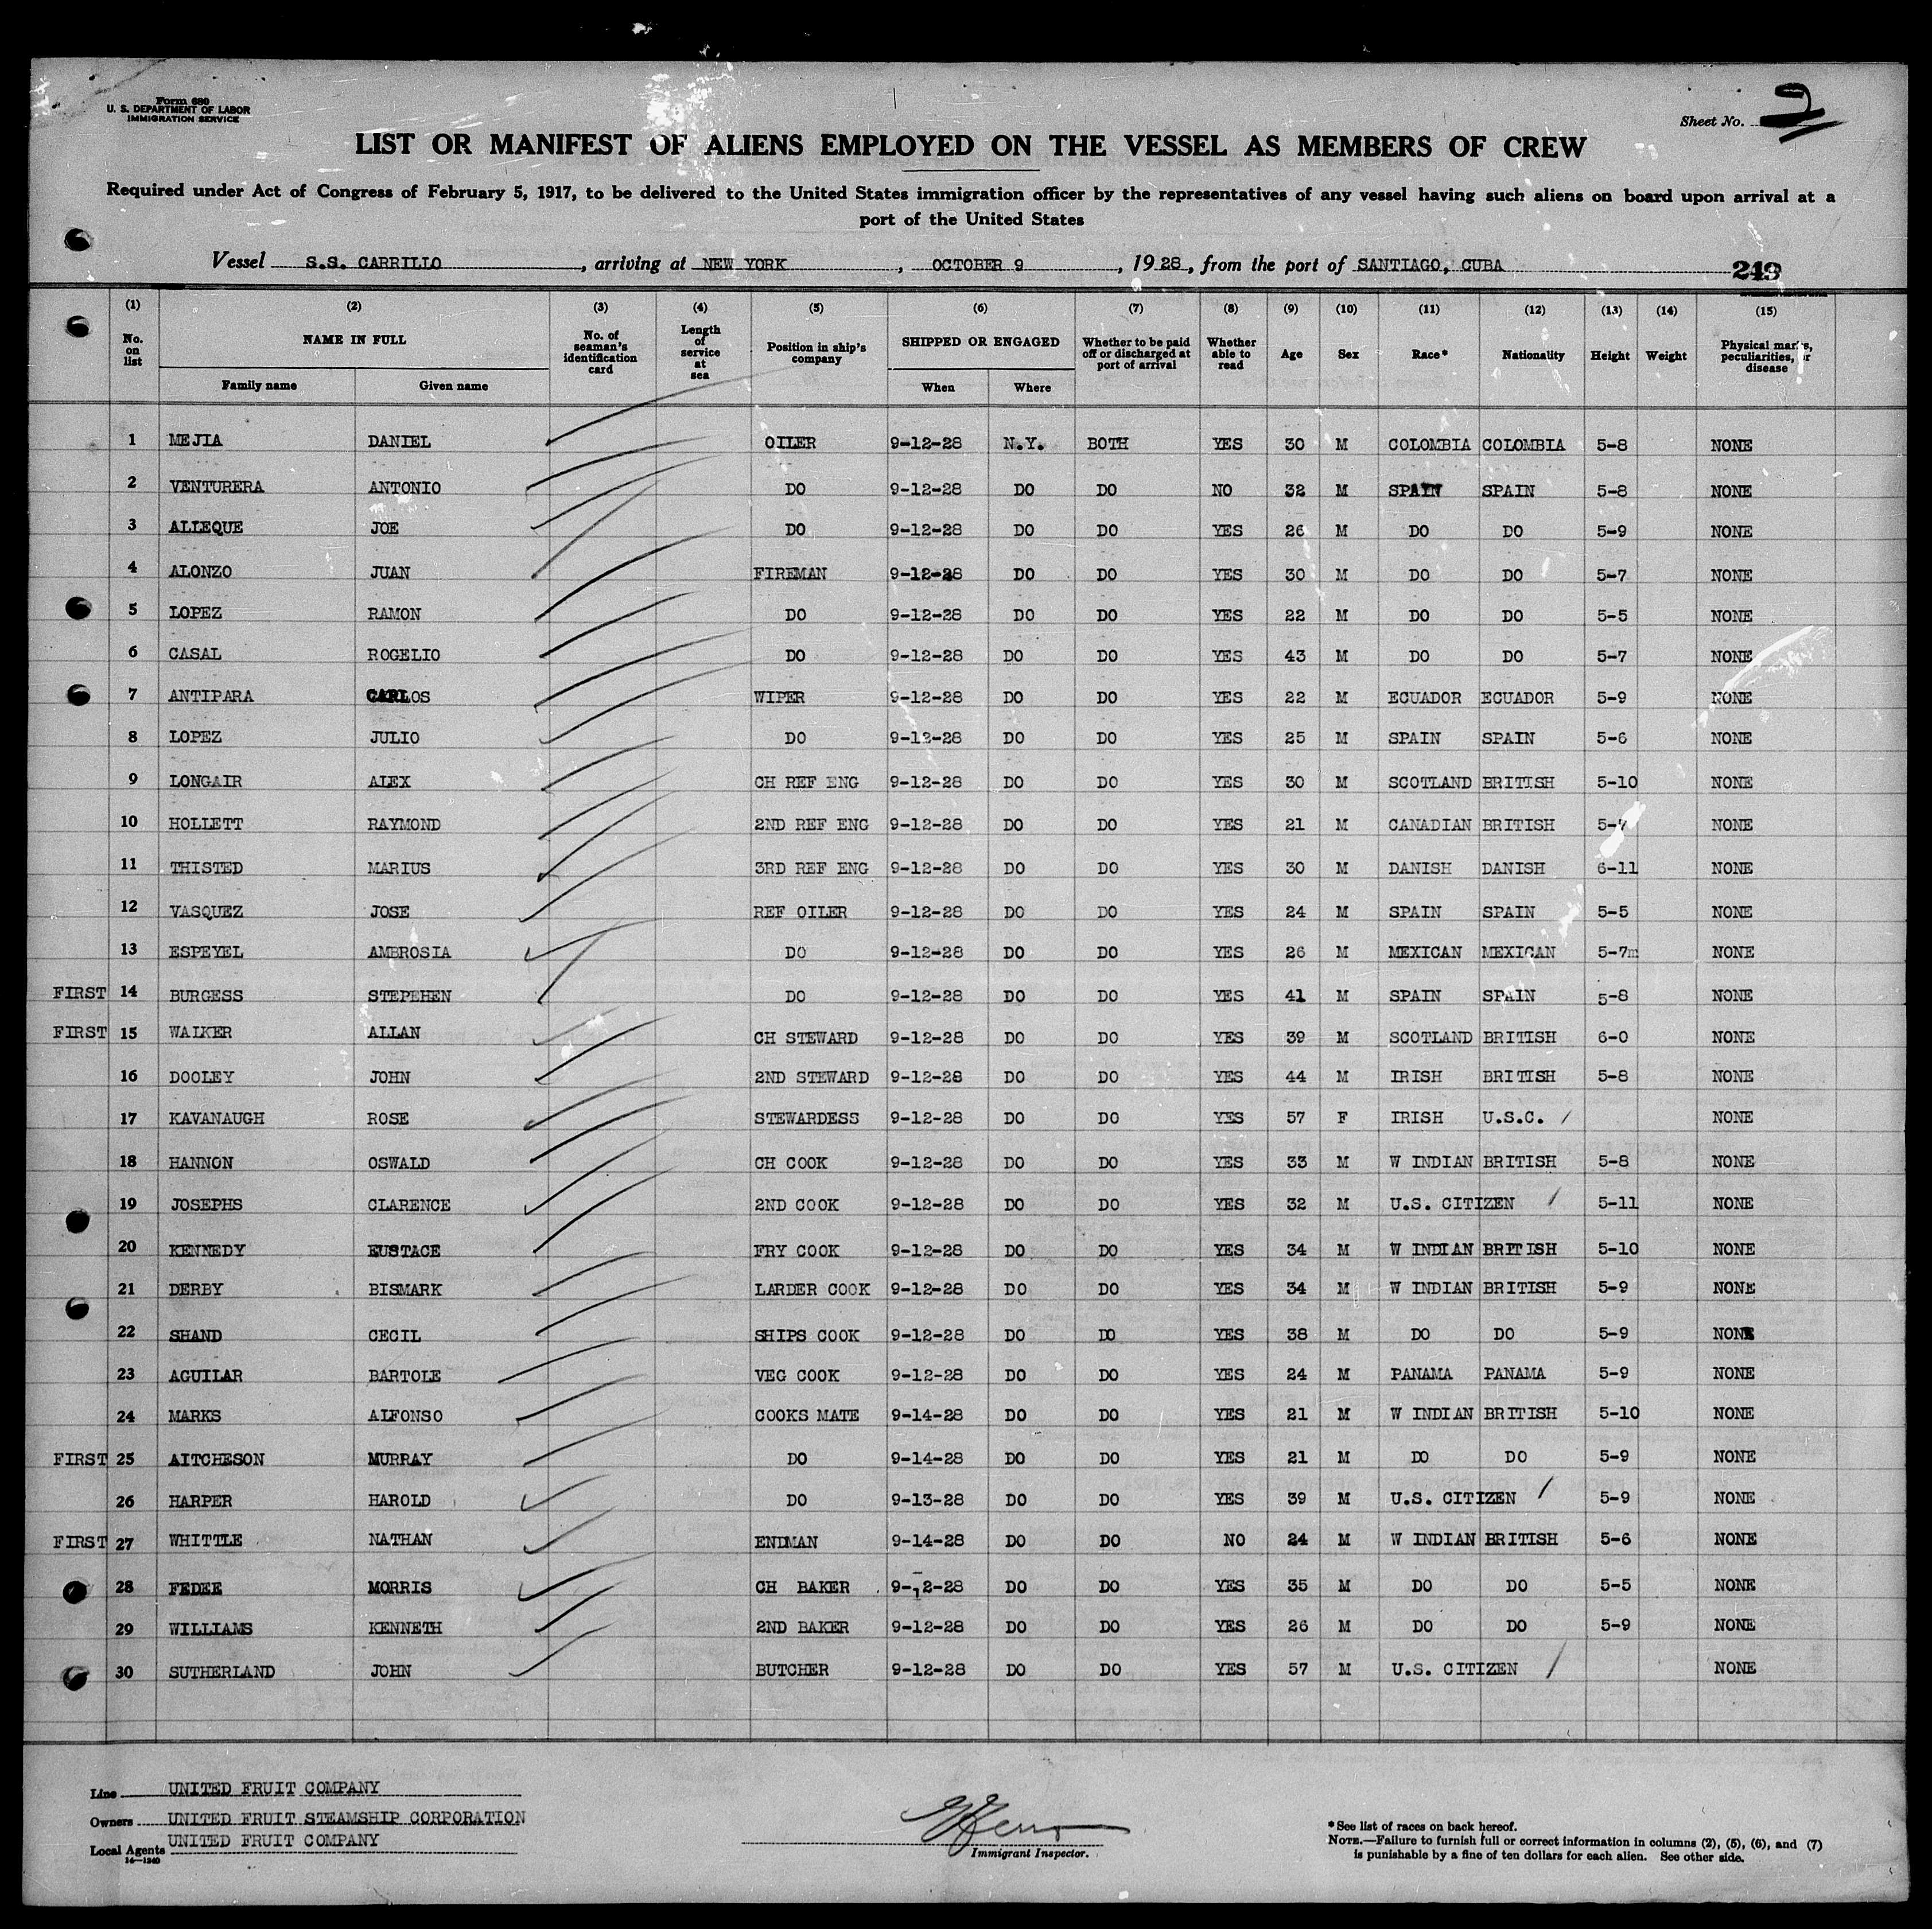 Form 680
U. S. DEPARTMENT OF LABOR
IMMIGRATION SERVICE
Sheet No. 2
LIST OR MANIFEST OF ALIENS EMPLOYED ON THE VESSEL AS MEMBERS OF CREW
Required under Act of Congress of February 5, 1917, to be delivered to the United States immigration officer by the representatives of any vessel having such aliens on board upon arrival at a
port of the United States
Vessel S.S. CARRILLO, arriving at NEW YORK, OCTOBER 9, 1928, from the port of SANTIAGO, CUBA 249
(1) (2) (3) (4) (5) (6) (7) (8) (9) (10) (11) (12) (13) (14) (15)
No. on list NAME IN FULL No. of seaman's identification card Length of service at sea Position in ship's company SHIPPED OR ENGAGED Whether to be paid off or discharged at port of arrival Whether able to read Age Sex Race* Nationality Height Weight Physical marks, peculiarities, or disease
Family name Given name When Where
1 MEJIA DANIEL OILER 9-12-28 N.Y. BOTH YES 30 M COLOMBIA COLOMBIA 5-8 NONE
2 VENTURERA ANTONIO DO 9-12-28 DO DO NO 32 M SPAIN SPAIN 5-8 NONE
3 ALLEQUE JOE DO 9-12-28 DO DO YES 26 M DO DO 5-9 NONE
4 ALONZO JUAN FIREMAN 9-12-28 DO DO YES 30 M DO DO 5-7 NONE
5 LOPEZ RAMON DO 9-12-28 DO DO YES 22 M DO DO 5-5 NONE
6 CASAL ROGELIO DO 9-12-28 DO DO YES 43 M DO DO 5-7 NONE
7 ANTIPARA CARLOS WIPER 9-12-28 DO DO YES 22 M ECUADOR ECUADOR 5-9 NONE
8 LOPEZ JULIO DO 9-12-28 DO DO YES 25 M SPAIN SPAIN 5-6 NONE
9 LONGAIR ALEX CH REF ENG 9-12-28 DO DO YES 30 M SCOTLAND BRITISH 5-10 NONE
10 HOLLETT RAYMOND 2ND REF ENG 9-12-28 DO DO YES 21 M CANADIAN BRITISH 5-7 NONE
11 THISTED MARIUS 3RD REF ENG 9-12-28 DO DO YES 30 M DANISH DANISH 6-11 NONE
12 VASQUEZ JOSE REF OILER 9-12-28 DO DO YES 24 M SPAIN SPAIN 5-5 NONE
13 ESPEYEL AMBROSIA DO 9-12-28 DO DO YES 26 M MEXICAN MEXICAN 5-7m NONE
FIRST 14 BURGESS STEPEHEN DO 9-12-28 DO DO YES 41 M SPAIN SPAIN 5-8 NONE
FIRST 15 WALKER ALLAN CH STEWARD 9-12-28 DO DO YES 39 M SCOTLAND BRITISH 6-0 NONE
16 DOOLEY JOHN 2ND STEWARD 9-12-28 DO DO YES 44 M IRISH BRITISH 5-8 NONE
17 KAVANAUGH ROSE STEWARDESS 9-12-28 DO DO YES 57 F IRISH U.S.C. / NONE
18 HANNON OSWALD CH COOK 9-12-28 DO DO YES 33 M W INDIAN BRITISH 5-8 NONE
19 JOSEPHS CLARENCE 2ND COOK 9-12-28 DO DO YES 32 M U.S. CITIZEN / 5-11 NONE
20 KENNEDY EUSTACE FRY COOK 9-12-28 DO DO YES 34 M W INDIAN BRITISH 5-10 NONE
21 DERBY BISMARK LARDER COOK 9-12-28 DO DO YES 34 M W INDIAN BRITISH 5-9 NONE
22 SHAND CECIL SHIPS COOK 9-12-28 DO DO YES 38 M DO DO 5-9 NONE
23 AGUILAR BARTOLE VEG COOK 9-12-28 DO DO YES 24 M PANAMA PANAMA 5-9 NONE
24 MARKS ALFONSO COOKS MATE 9-14-28 DO DO YES 21 M W INDIAN BRITISH 5-10 NONE
FIRST 25 AITCHESON MURRAY DO 9-14-28 DO DO YES 21 M DO DO 5-9 NONE
26 HARPER HAROLD DO 9-13-28 DO DO YES 39 M U.S. CITIZEN / 5-9 NONE
FIRST 27 WHITTLE NATHAN ENDMAN 9-14-28 DO DO NO 24 M W INDIAN BRITISH 5-6 NONE
28 FEDEE MORRIS CH BAKER 9-12-28 DO DO YES 35 M DO DO 5-5 NONE
29 WILLIAMS KENNETH 2ND BAKER 9-12-28 DO DO YES 26 M DO DO 5-9 NONE
30 SUTHERLAND JOHN BUTCHER 9-12-28 DO DO YES 57 M U.S. CITIZEN / NONE
Line UNITED FRUIT COMPANY
Owners UNITED FRUIT STEAMSHIP CORPORATION
Local Agents UNITED FRUIT COMPANY
14—1240
Immigrant Inspector.
*See list of races on back hereof.
NOTE.—Failure to furnish full or correct information in columns (2), (5), (6), and (7)
is punishable by a fine of ten dollars for each alien. See other side.